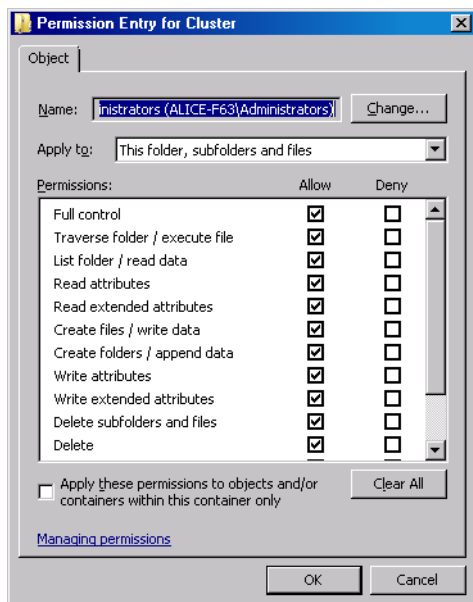 Permission Entry for Cluster
Object
Name: inistrators (ALICE-F63\Administrators) Change...
Apply to: This folder, subfolders and files
Permissions: Allow Deny
Full control
Traverse folder / execute file
List folder / read data
Read attributes
Read extended attributes
Create files / write data
Create folders / append data
Write attributes
Write extended attributes
Delete subfolders and files
Delete
Apply these permissions to objects and/or Clear All
containers within this container only
Managing permissions
OK Cancel